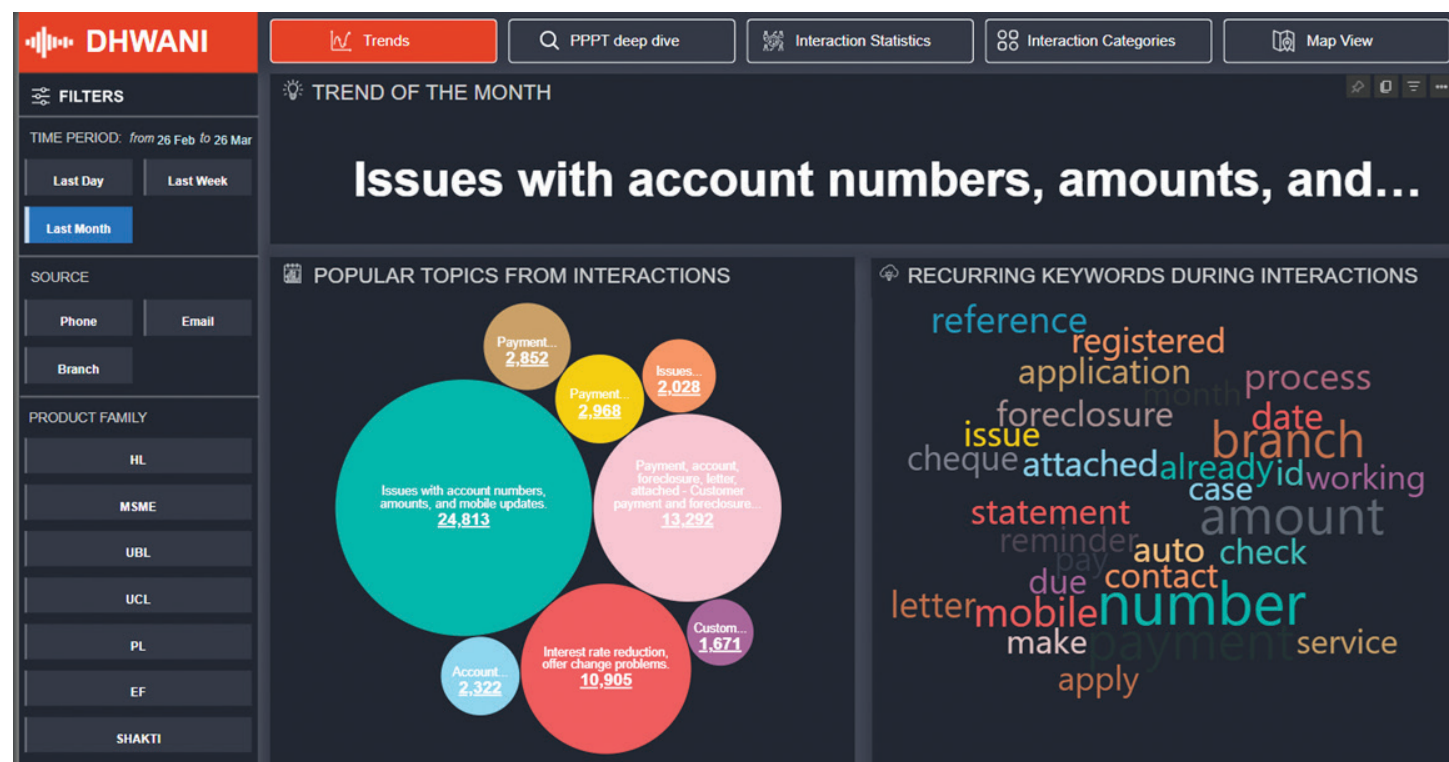 DHWANI
Trends
PPPT deep dive
Interaction Statistics
Interaction Categories
Map View
FILTERS
TIME PERIOD: from 26 Feb to 26 Mar
Last Day
Last Week
Last Month
SOURCE
Phone
Email
Branch
PRODUCT FAMILY
HL
MSME
UBL
UCL
PL
EF
SHAKTI
TREND OF THE MONTH
Issues with account numbers, amounts, and...
POPULAR TOPICS FROM INTERACTIONS
Payment...
2,852
Payment...
2,968
Issues...
2,028
Issues with account numbers,
amounts, and mobile updates.
24,813
Payment, account,
foreclosure, letter,
attached - Customer
payment and foreclosure...
13,292
Account...
2,322
Interest rate reduction,
offer change problems.
10,905
Custom...
1,671
RECURRING KEYWORDS DURING INTERACTIONS
reference
registered
application
process
month
foreclosure
date
issue
branch
cheque
attached
already
id
working
case
statement
amount
reminder
auto
check
pay
due
contact
letter
mobile
number
make
payment
service
apply